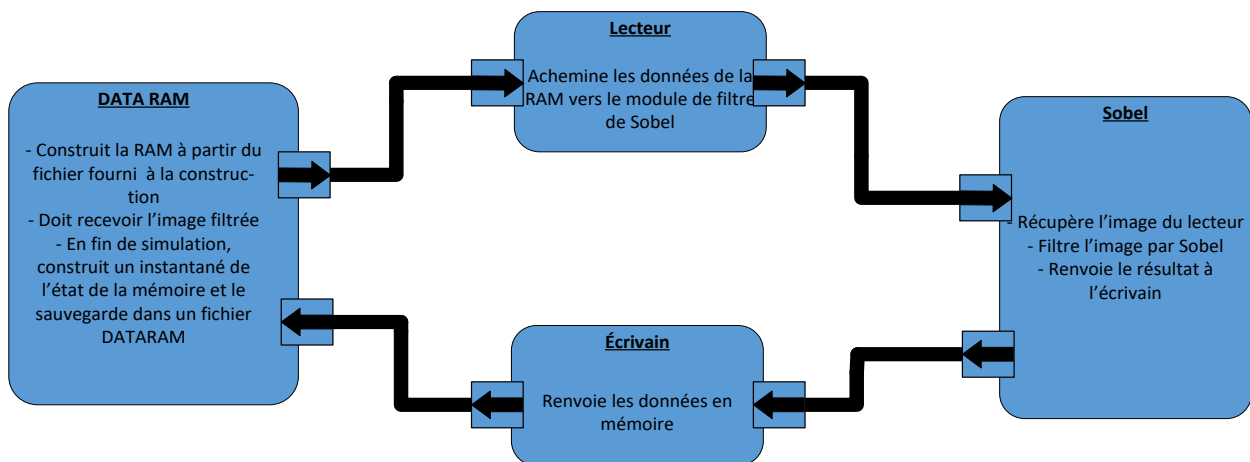 DATA RAM
- Construit la RAM à partir du
fichier fourni à la construc-
tion
- Doit recevoir l’image filtrée
- En fin de simulation,
construit un instantané de
l’état de la mémoire et le
sauvegarde dans un fichier
DATARAM
Lecteur
Achemine les données de la
RAM vers le module de filtre
de Sobel
Sobel
- Récupère l’image du lecteur
- Filtre l’image par Sobel
- Renvoie le résultat à
l’écrivain
Écrivain
Renvoie les données en
mémoire